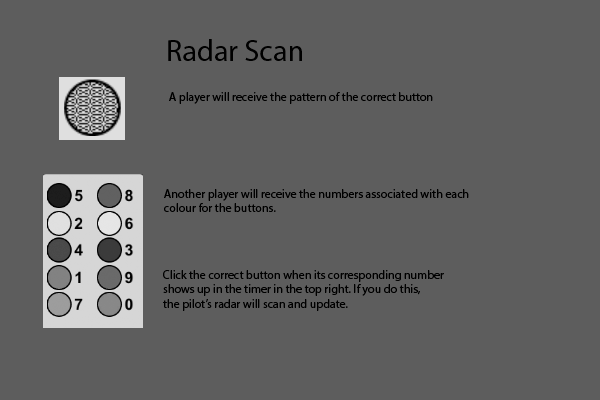 Radar Scan
A player will receive the pattern of the correct button
5 8
2 6
4 3
1 9
7 0
Another player will receive the numbers associated with each
colour for the buttons.
Click the correct button when its corresponding number
shows up in the timer in the top right. If you do this,
the pilot's radar will scan and update.